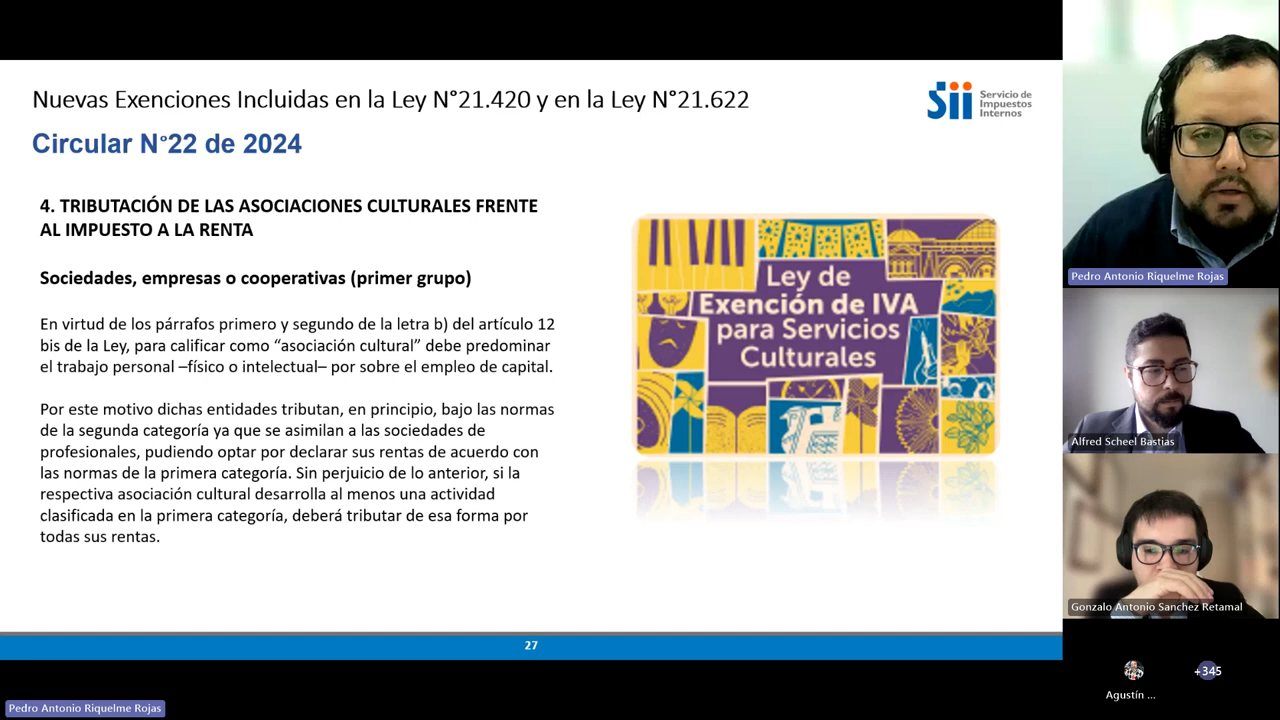 Nuevas Exenciones Incluidas en la Ley N°21.420 y en la Ley N°21.622
Sii Servicio de
Impuestos
Internos
Circular N°22 de 2024
4. TRIBUTACIÓN DE LAS ASOCIACIONES CULTURALES FRENTE
AL IMPUESTO A LA RENTA
Sociedades, empresas o cooperativas (primer grupo)
En virtud de los párrafos primero y segundo de la letra b) del artículo 12
bis de la Ley, para calificar como “asociación cultural” debe predominar
el trabajo personal –físico o intelectual– por sobre el empleo de capital.
Por este motivo dichas entidades tributan, en principio, bajo las normas
de la segunda categoría ya que se asimilan a las sociedades de
profesionales, pudiendo optar por declarar sus rentas de acuerdo con
las normas de la primera categoría. Sin perjuicio de lo anterior, si la
respectiva asociación cultural desarrolla al menos una actividad
clasificada en la primera categoría, deberá tributar de esa forma por
todas sus rentas.
Ley de
Exención de IVA
para Servicios
Culturales
27
Pedro Antonio Riquelme Rojas
Alfred Scheel Bastias
Gonzalo Antonio Sanchez Retamal
Agustín ...
+345
Pedro Antonio Riquelme Rojas